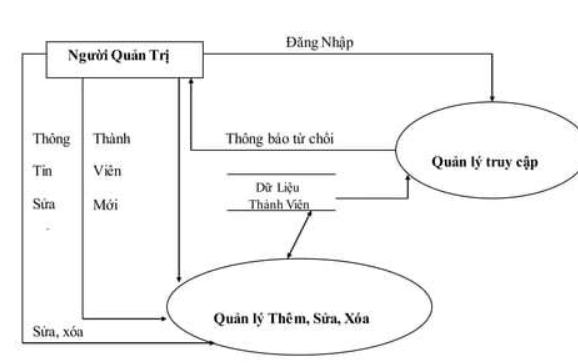 Đăng Nhập
Người Quản Trị
Thông Thành
Thông báo từ chối
Quản lý truy cập
Tin Viên
Dữ Liệu
Sửa Mới
Thành Viên
Quản lý Thêm, Sửa, Xóa
Sửa, xóa